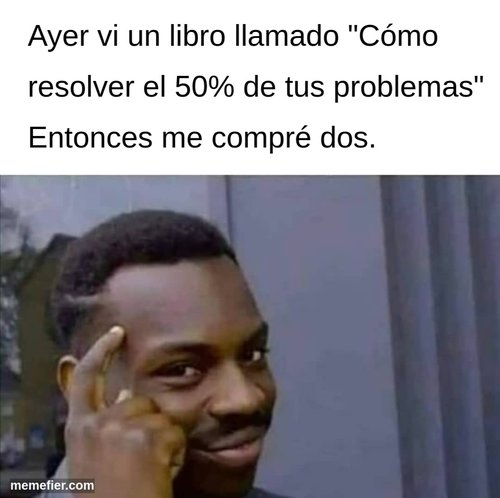 Ayer vi un libro llamado "Cómo
resolver el 50% de tus problemas"
Entonces me compré dos.
memefier.com